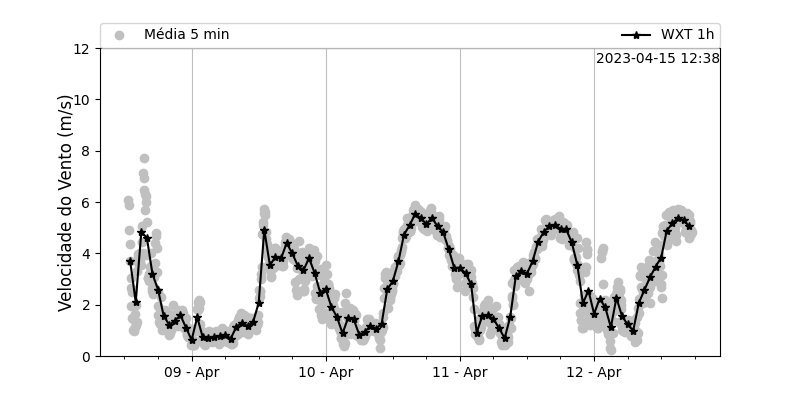 Média 5 min
WXT 1h
2023-04-15 12:38
Velocidade do Vento (m/s)
12
10
8
6
4
2
0
09 - Apr
10 - Apr
11 - Apr
12 - Apr